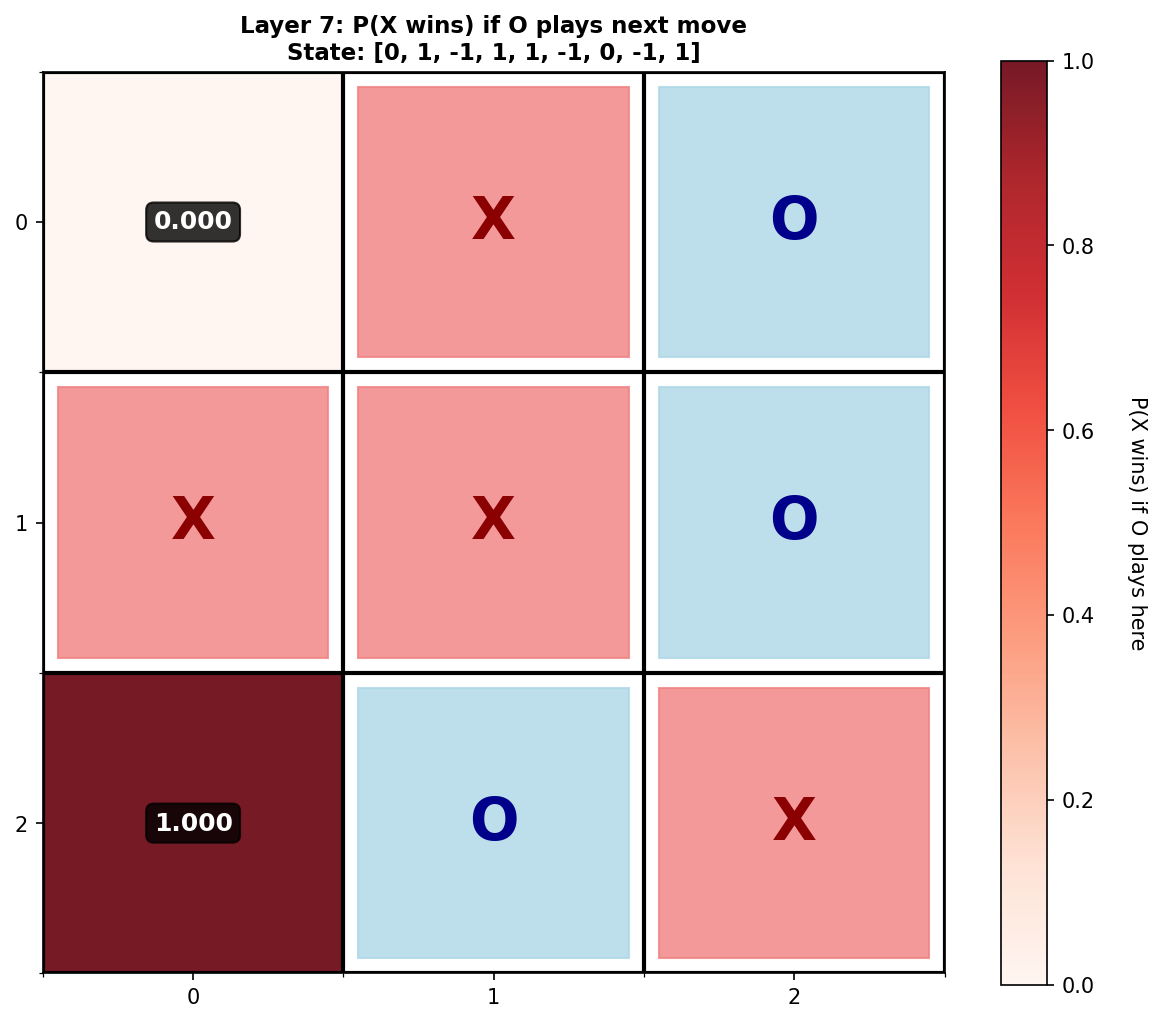 Layer 7: P(X wins) if O plays next move
State: [0, 1, -1, 1, 1, -1, 0, -1, 1]
0
0.000
X
O
1
X
X
O
2
1.000
O
X
0
1
2
1.0
0.8
0.6
0.4
0.2
0.0
P(X wins) if O plays here